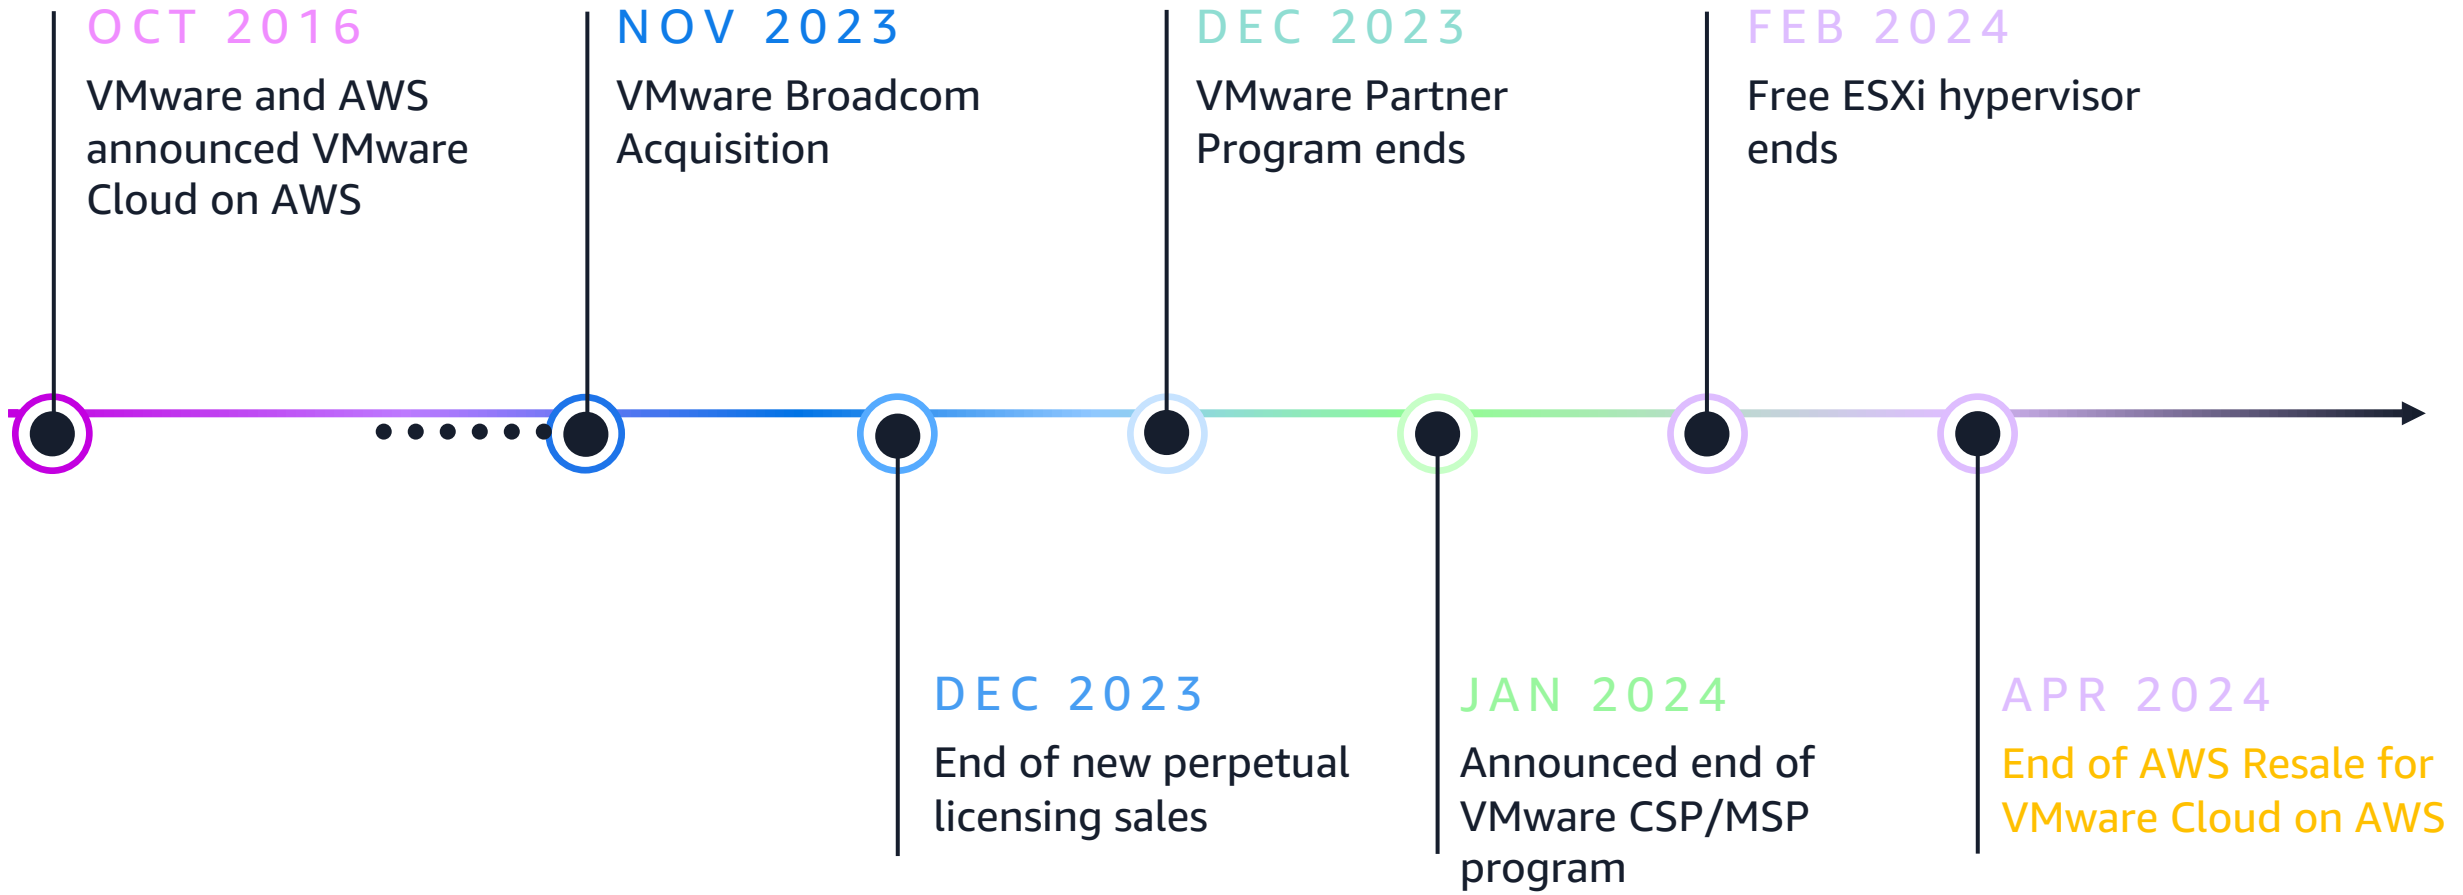 OCT 2016
VMware and AWS
announced VMware
Cloud on AWS
NOV 2023
VMware Broadcom
Acquisition
DEC 2023
End of new perpetual
licensing sales
DEC 2023
VMware Partner
Program ends
JAN 2024
Announced end of
VMware CSP/MSP
program
FEB 2024
Free ESXi hypervisor
ends
APR 2024
End of AWS Resale for
VMware Cloud on AWS